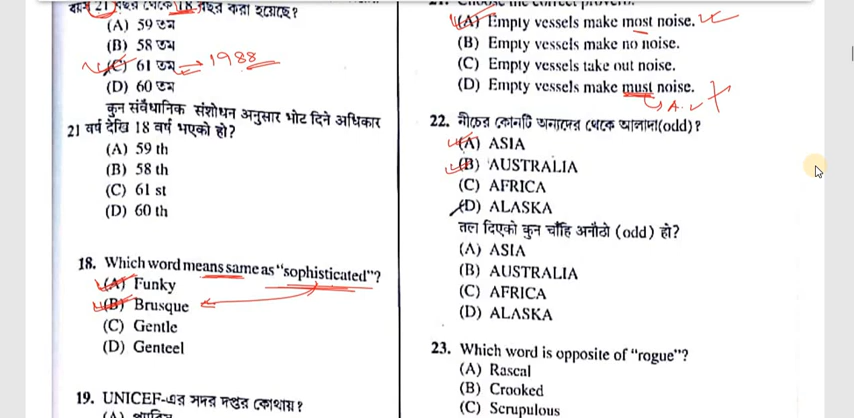 (A) 59 তম
(B) 58 তম
(C) 61 তম
1988
(D) 60 তম
कुन संवैधानिक संशोधन अनुसार भोट दिने अधिकार
21 वर्ष देखि 18 वर्ष भएको हो?
(A) 59 th
(B) 58 th
(C) 61 st
(D) 60 th
18. Which word means same as "sophisticated"?
(A) Funky
(B) Brusque
(C) Gentle
(D) Genteel
19. UNICEF-এর সদর দপ্তর কোথায়?
(A) Empty vessels make most noise.
(B) Empty vessels make no noise.
(C) Empty vessels take out noise.
(D) Empty vessels make must noise.
A.V
22. নীচের কোনটি অন্যদের থেকে আলাদা(odd)?
(A) ASIA
(B) AUSTRALIA
(C) AFRICA
(D) ALASKA
तल दिएको कुन चाँहि अनौठो (odd) हो?
(A) ASIA
(B) AUSTRALIA
(C) AFRICA
(D) ALASKA
23. Which word is opposite of "rogue"?
(A) Rascal
(B) Crooked
(C) Scrupulous